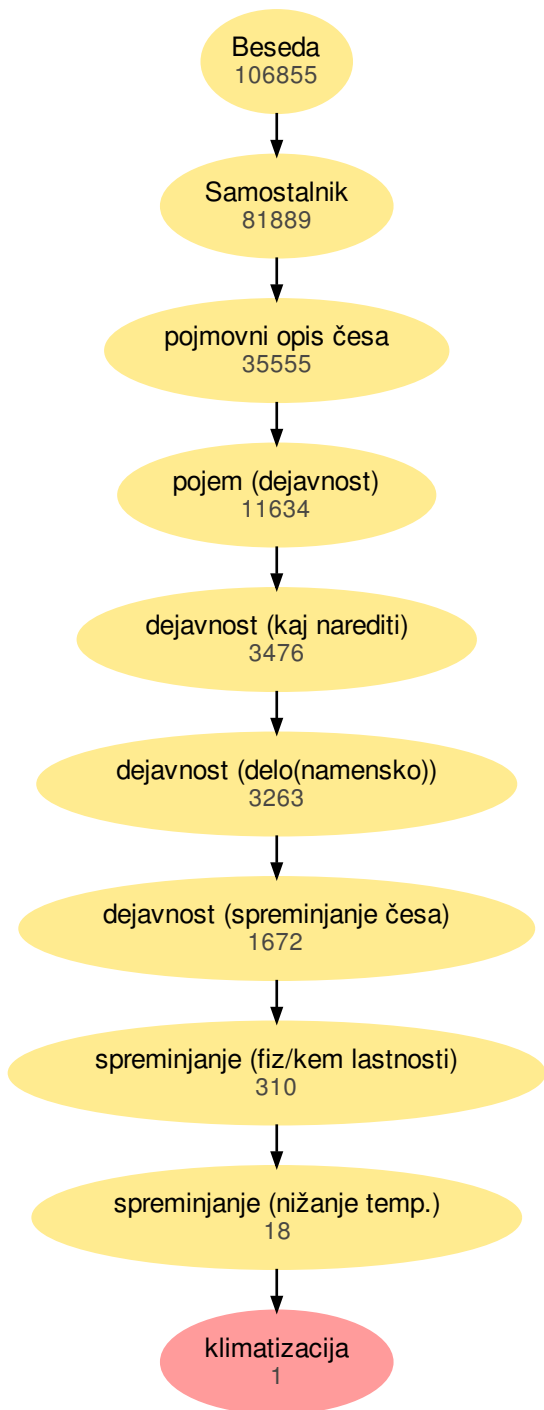 Beseda
106855
Samostalnik
81889
pojmovni opis česa
35555
pojem (dejavnost)
11634
dejavnost (kaj narediti)
3476
dejavnost (delo(namensko))
3263
dejavnost (spreminjanje česa)
1672
spreminjanje (fiz/kem lastnosti)
310
spreminjanje (nižanje temp.)
18
klimatizacija
1